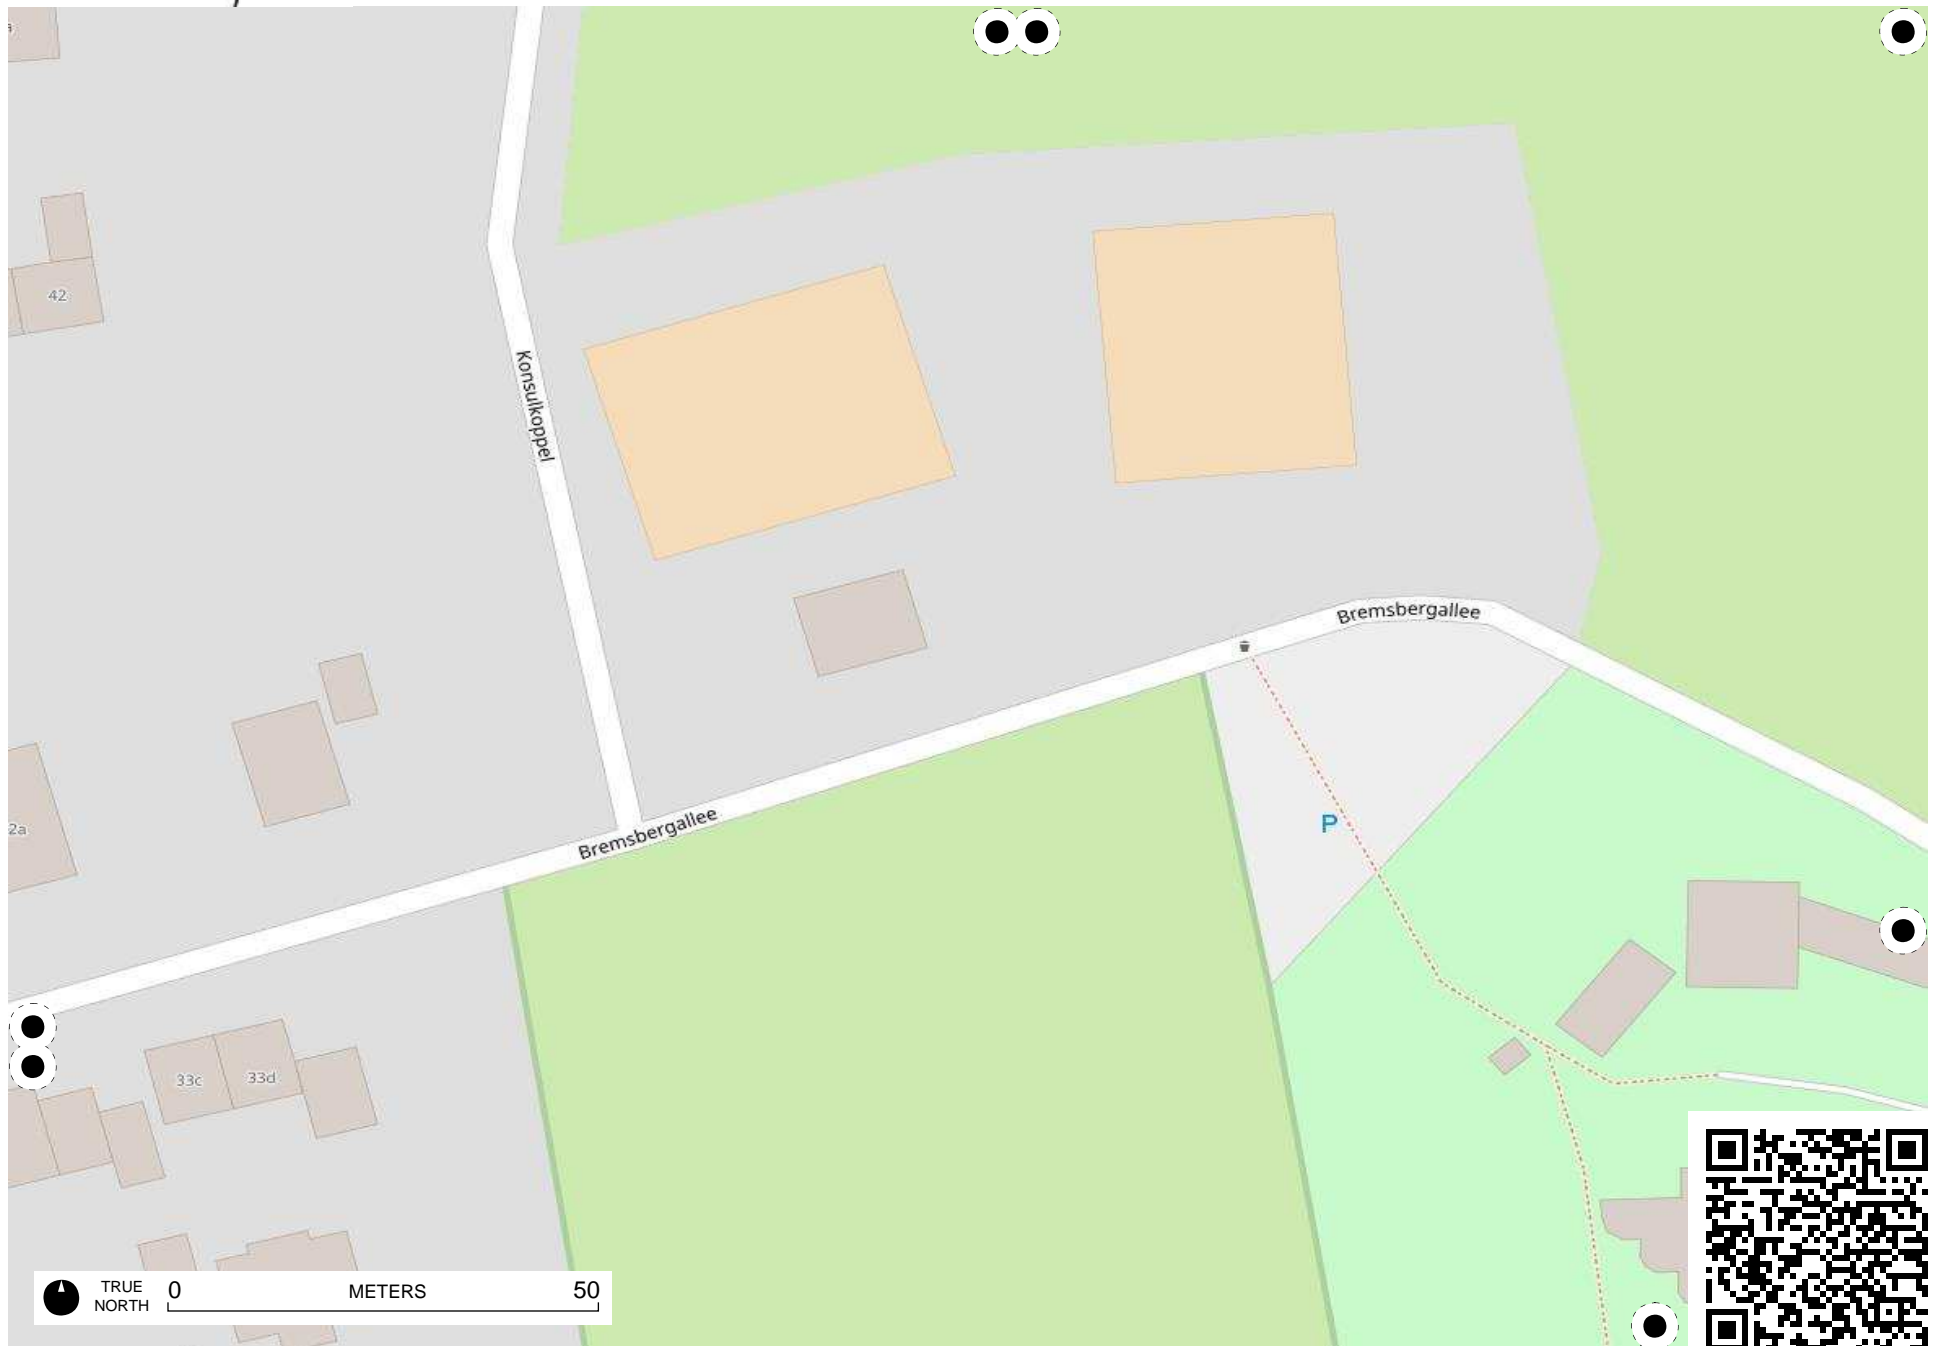 42
Konsulkoppel
Bremsbergallee
Bremsbergallee
P
2a
33c
33d
TRUE
NORTH
0
METERS
50